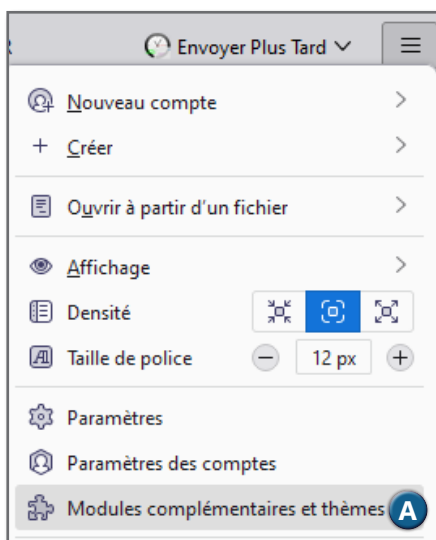 Envoyer Plus Tard
Nouveau compte
Créer
Ouvrir à partir d'un fichier
Affichage
Densité
Taille de police 12 px
Paramètres
Paramètres des comptes
Modules complémentaires et thèmes A